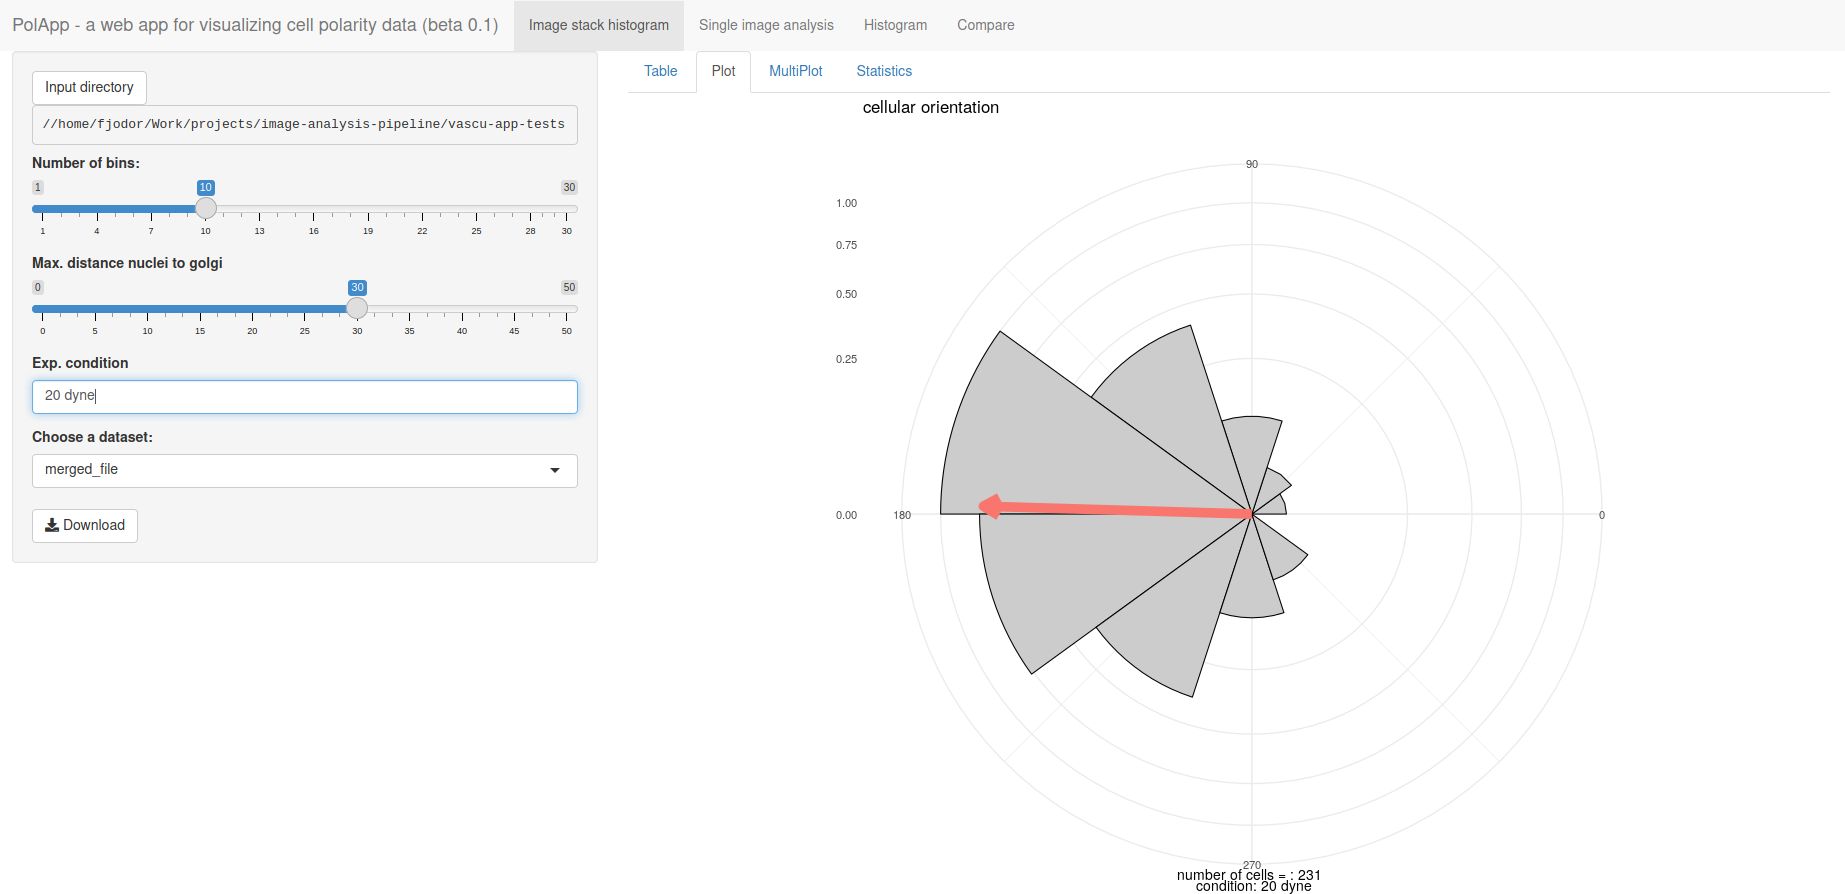 PolApp - a web app for visualizing cell polarity data (beta 0.1) Image stack histogram Single image analysis Histogram Compare
Input directory
//home/fjodor/Work/projects/image-analysis-pipeline/vascu-app-tests
Number of bins:
1 10 30
1 4 7 10 13 16 19 22 25 28 30
Max. distance nuclei to golgi
0 30 50
0 5 10 15 20 25 30 35 40 45 50
Exp. condition
20 dyne
Choose a dataset:
merged_file
Download
Table Plot MultiPlot Statistics
cellular orientation
90
1.00
0.75
0.50
0.25
0.00 180 0
270
number of cells = : 231
condition: 20 dyne